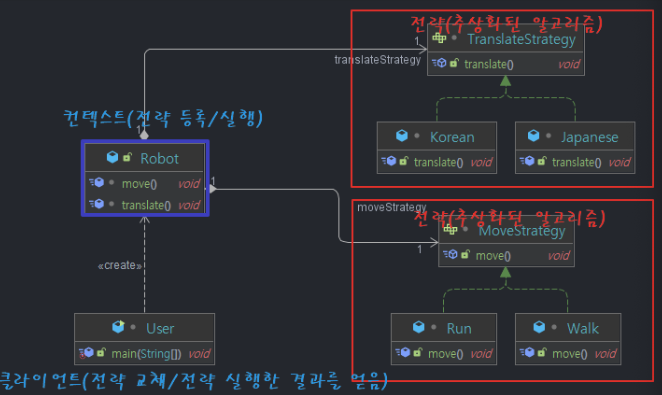 전략(추상화된 알고리즘)
1
TranslateStrategy
translateStrategy
translate() void
컨텍스트(전략 등록/실행)
1
Korean
translate() void
Japanese
translate() void
Robot
move() void
translate() void
1
moveStrategy
전략(추상화된 알고리즘)
MoveStrategy
1
move() void
«create»
User
main(String[]) void
Run
move() void
Walk
move() void
클라이언트(전략 교체/전략 실행한 결과를 얻음)